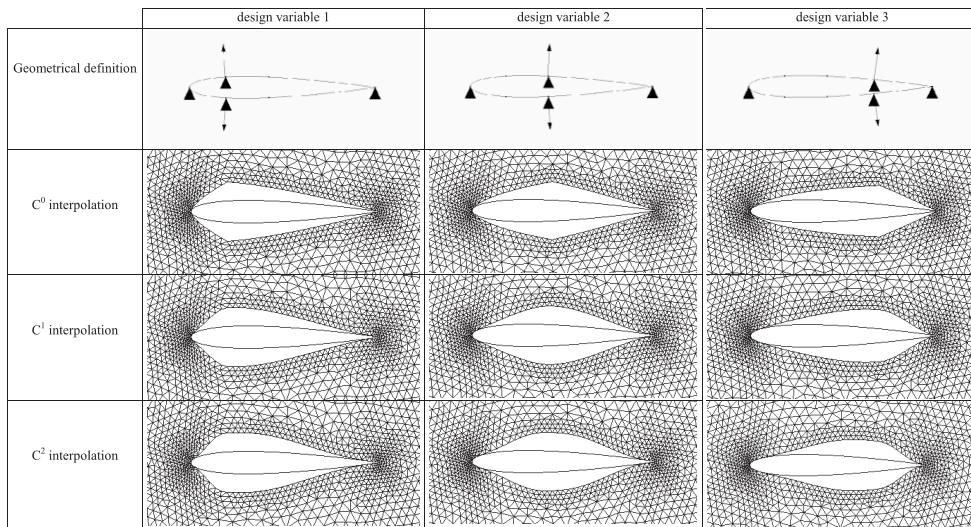 design variable 1
design variable 2
design variable 3
Geometrical definition
C⁰ interpolation
C¹ interpolation
C² interpolation